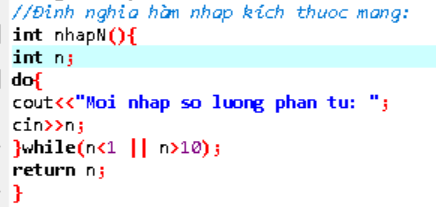 //Định nghia hàm nhap kích thuoc mang:
int nhapN(){
int n;
do{
cout<<"Moi nhap so luong phan tu: ";
cin>>n;
}while(n<1 || n>10);
return n;
}